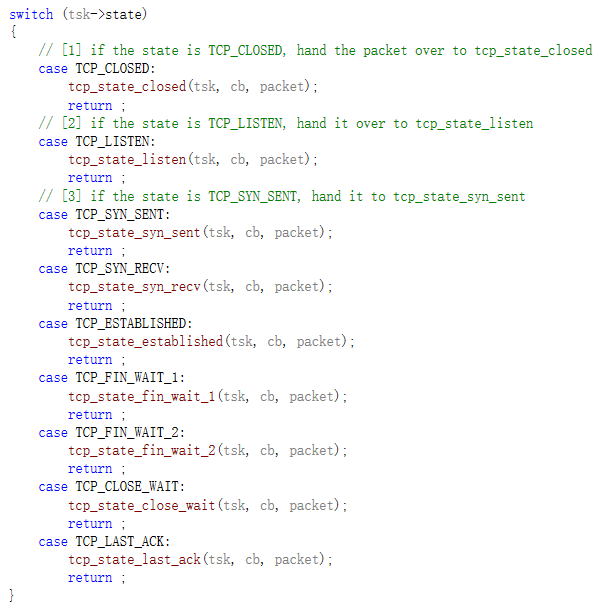 switch (tsk->state)
{
    // [1] if the state is TCP_CLOSED, hand the packet over to tcp_state_closed
    case TCP_CLOSED:
        tcp_state_closed(tsk, cb, packet);
        return ;
    // [2] if the state is TCP_LISTEN, hand it over to tcp_state_listen
    case TCP_LISTEN:
        tcp_state_listen(tsk, cb, packet);
        return ;
    // [3] if the state is TCP_SYN_SENT, hand it to tcp_state_syn_sent
    case TCP_SYN_SENT:
        tcp_state_syn_sent(tsk, cb, packet);
        return ;
    case TCP_SYN_RECV:
        tcp_state_syn_recv(tsk, cb, packet);
        return ;
    case TCP_ESTABLISHED:
        tcp_state_established(tsk, cb, packet);
        return ;
    case TCP_FIN_WAIT_1:
        tcp_state_fin_wait_1(tsk, cb, packet);
        return ;
    case TCP_FIN_WAIT_2:
        tcp_state_fin_wait_2(tsk, cb, packet);
        return ;
    case TCP_CLOSE_WAIT:
        tcp_state_close_wait(tsk, cb, packet);
        return ;
    case TCP_LAST_ACK:
        tcp_state_last_ack(tsk, cb, packet);
        return ;
}